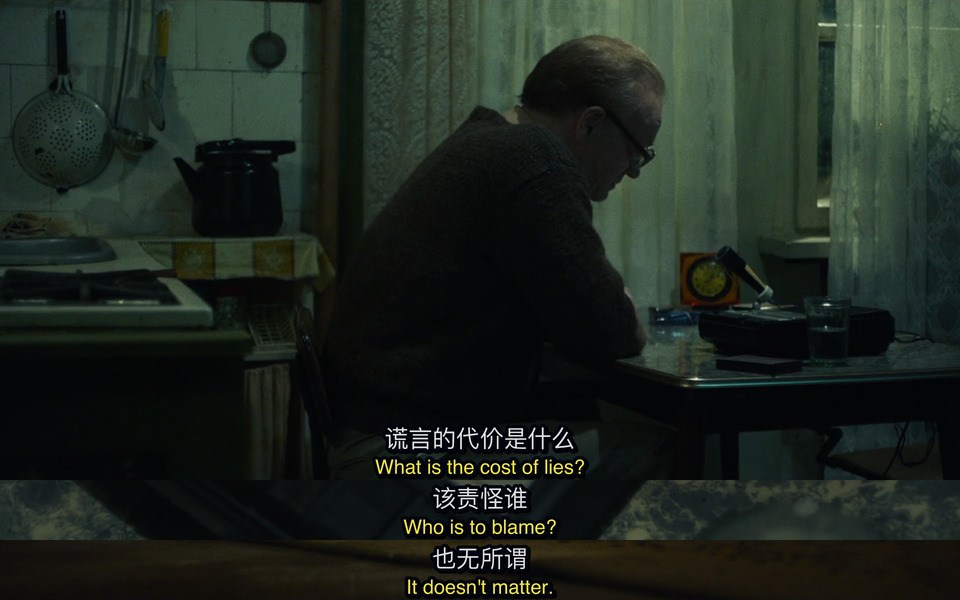 谎言的代价是什么
What is the cost of lies?
该责怪谁
Who is to blame?
也无所谓
It doesn't matter.